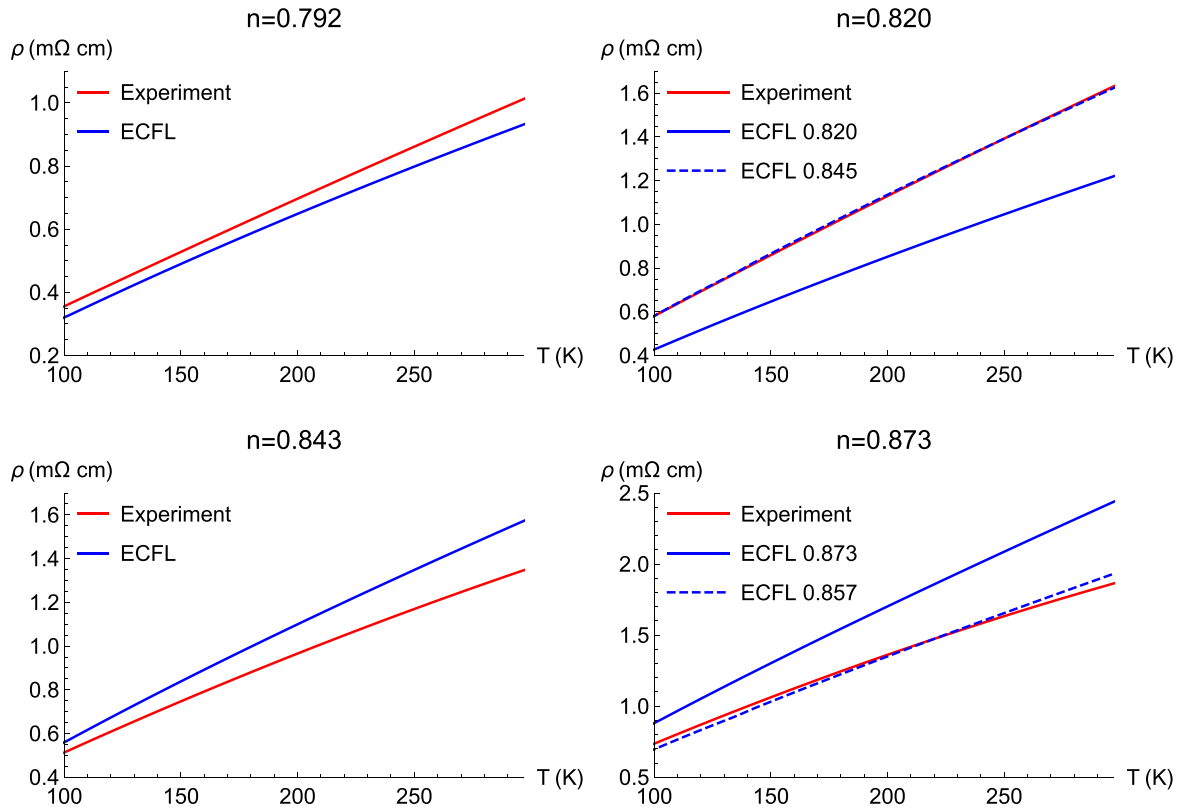 n=0.792
ρ (mΩ cm)
Experiment
ECFL
1.0
0.8
0.6
0.4
0.2
100
150
200
250
T (K)
n=0.820
ρ (mΩ cm)
Experiment
ECFL 0.820
ECFL 0.845
1.6
1.4
1.2
1.0
0.8
0.6
0.4
100
150
200
250
T (K)
n=0.843
ρ (mΩ cm)
Experiment
ECFL
1.6
1.4
1.2
1.0
0.8
0.6
0.4
100
150
200
250
T (K)
n=0.873
ρ (mΩ cm)
Experiment
ECFL 0.873
ECFL 0.857
2.5
2.0
1.5
1.0
0.5
100
150
200
250
T (K)